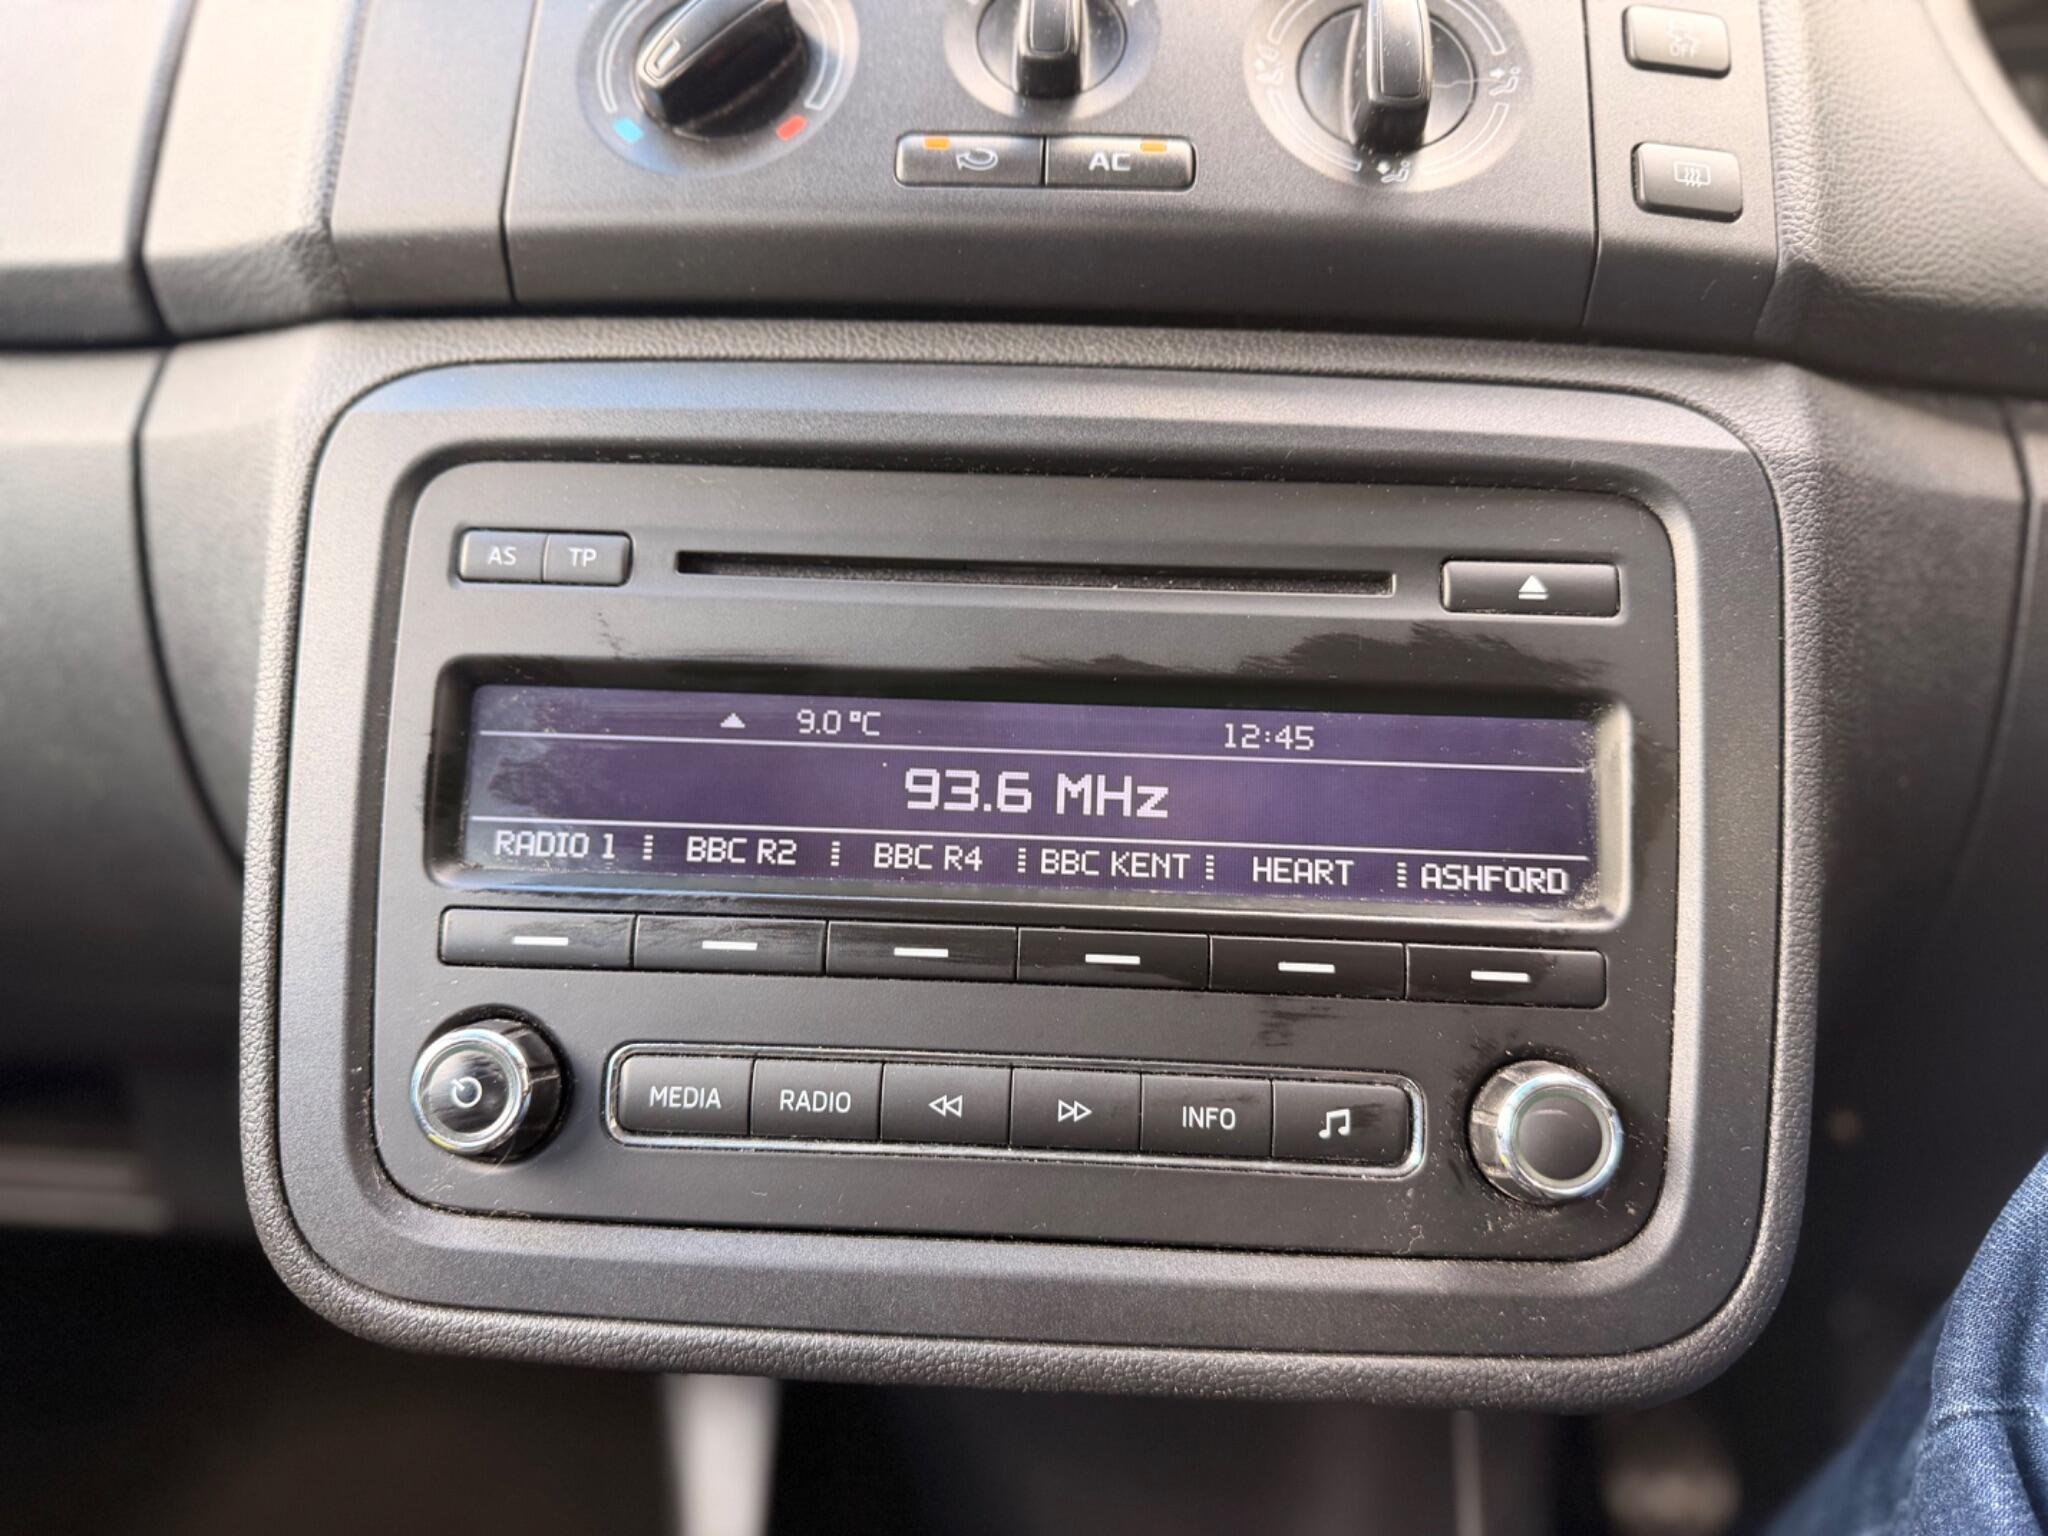 OFF
AC
AS TP
9.0 °C 12:45
93.6 MHz
RADIO 1 BBC R2 BBC R4 BBC KENT HEART ASHFORD
MEDIA RADIO INFO